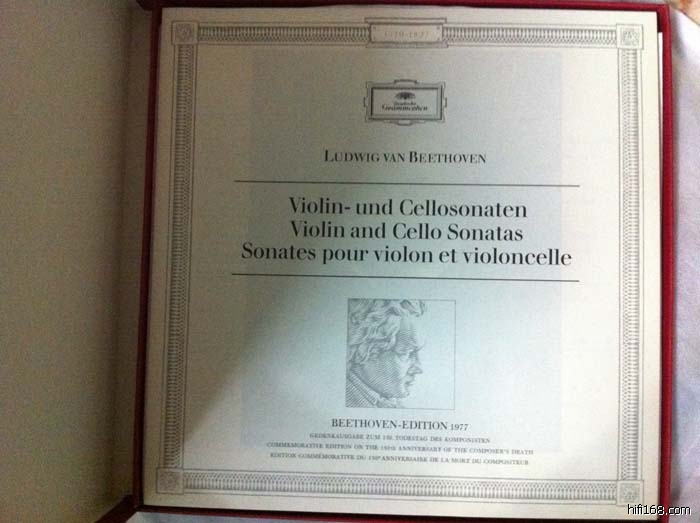 1770-1827
Deutsche
Grammophon
LUDWIG VAN BEETHOVEN
Violin- und Cellosonaten
Violin and Cello Sonatas
Sonates pour violon et violoncelle
BEETHOVEN-EDITION 1977
GEDENKAUSGABE ZUM 150. TODESTAG DES KOMPONISTEN
COMMEMORATIVE EDITION ON THE 150th ANNIVERSARY OF THE COMPOSER'S DEATH
EDITION COMMÉMORATIVE DU 150e ANNIVERSAIRE DE LA MORT DU COMPOSITEUR
hifi168.com